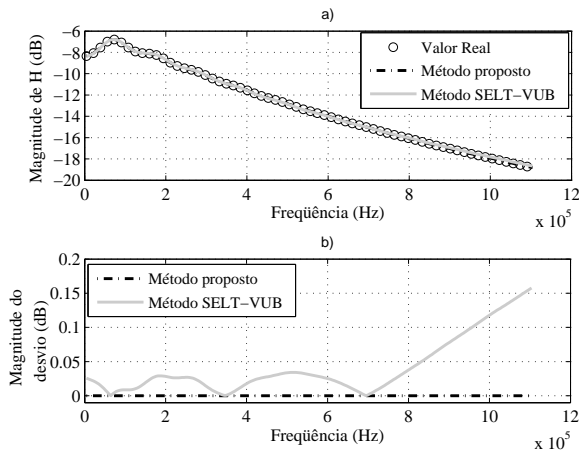 a)
−6
−8
−10
−12
−14
−16
−18
−20
Magnitude de H (dB)
Valor Real
Método proposto
Método SELT−VUB
0 2 4 6 8 10 12
x 10^5
Freqüência (Hz)
b)
0.2
0.15
0.1
0.05
0
Magnitude do
desvio (dB)
Método proposto
Método SELT−VUB
0 2 4 6 8 10 12
x 10^5
Freqüência (Hz)